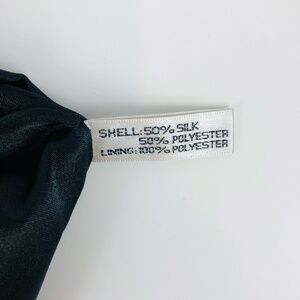 SHELL:50% SILK
50% POLYESTER
LINING:100% POLYESTER